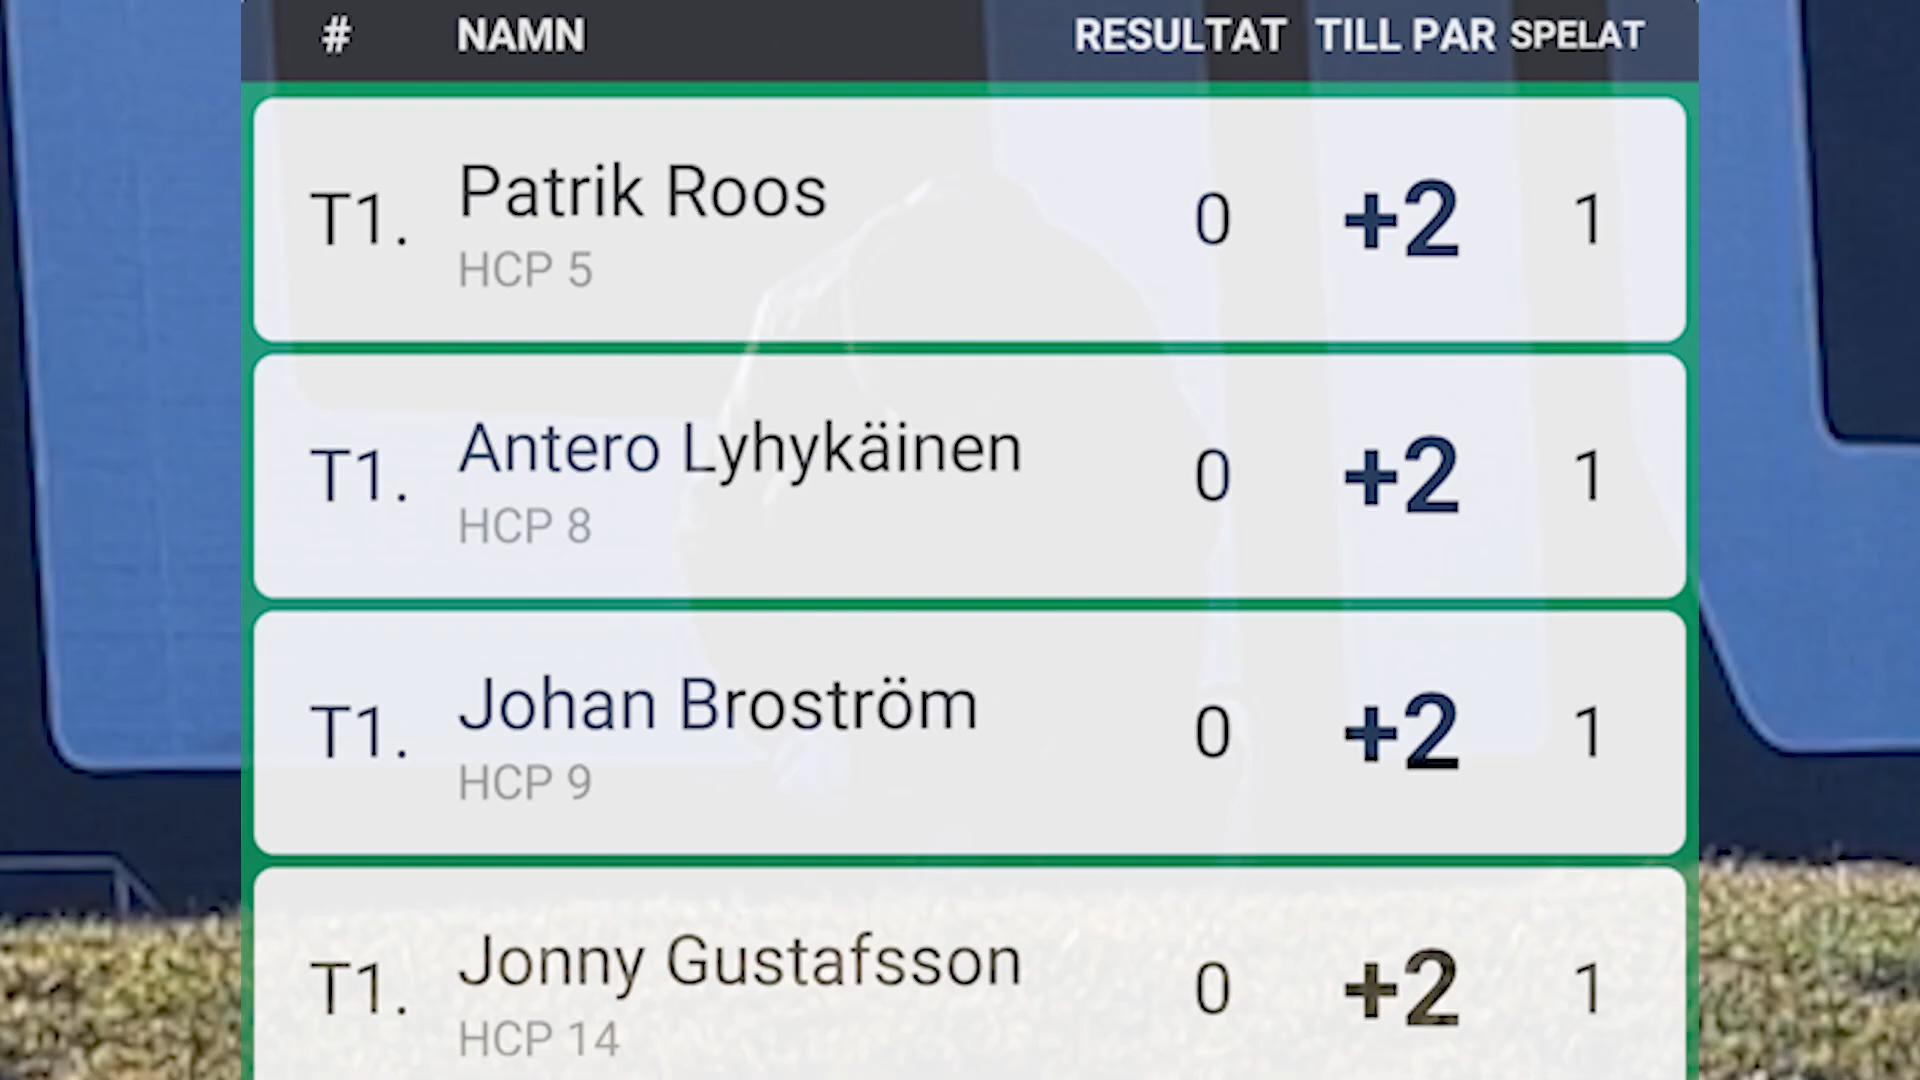 # NAMN RESULTAT TILL PAR SPELAT
T1. Patrik Roos 0 +2 1
HCP 5
T1. Antero Lyhykäinen 0 +2 1
HCP 8
T1. Johan Broström 0 +2 1
HCP 9
T1. Jonny Gustafsson 0 +2 1
HCP 14